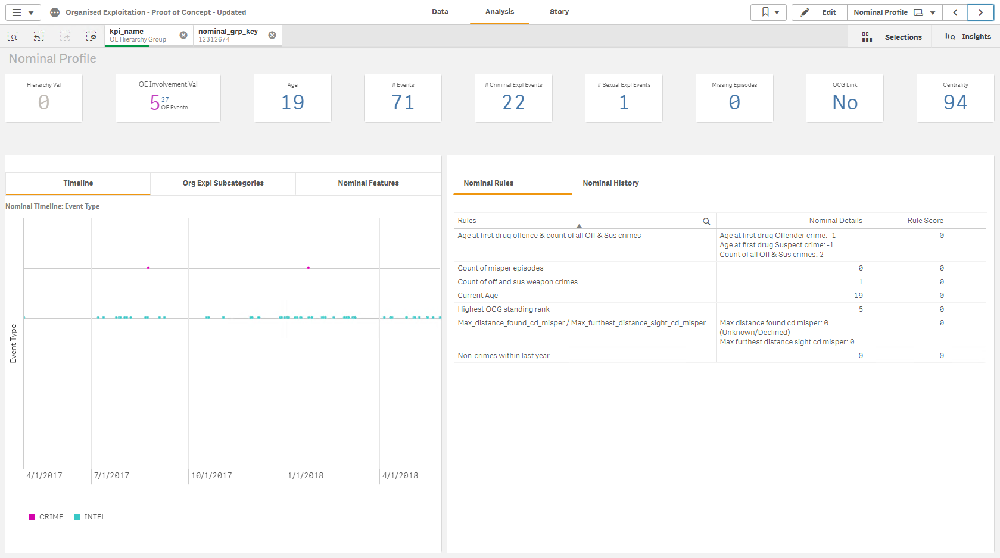 Organised Exploitation - Proof of Concept - Updated
Data
Analysis
Story
Edit
Nominal Profile
kpi_name
OE Hierarchy Group
nominal_grp_key
12312674
Selections
Insights
Nominal Profile
Hierarchy Val
0
OE Involvement Val
5 27
OE Events
Age
19
# Events
71
# Criminal Expl Events
22
# Sexual Expl Events
1
Missing Episodes
0
OCG Link
No
Centrality
94
Timeline
Org Expl Subcategories
Nominal Features
Nominal Timeline: Event Type
Event Type
4/1/2017
7/1/2017
10/1/2017
1/1/2018
4/1/2018
CRIME
INTEL
Nominal Rules
Nominal History
Rules
Nominal Details
Rule Score
Age at first drug offence & count of all Off & Sus crimes
Age at first drug Offender crime: -1
Age at first drug Suspect crime: -1
Count of all Off & Sus crimes: 2
0
Count of misper episodes
0
0
Count of off and sus weapon crimes
1
0
Current Age
19
0
Highest OCG standing rank
5
0
Max_distance_found_cd_misper / Max_furthest_distance_sight_cd_misper
Max distance found cd misper: 0
(Unknown/Declined)
Max furthest distance sight cd misper: 0
0
Non-crimes within last year
0
0